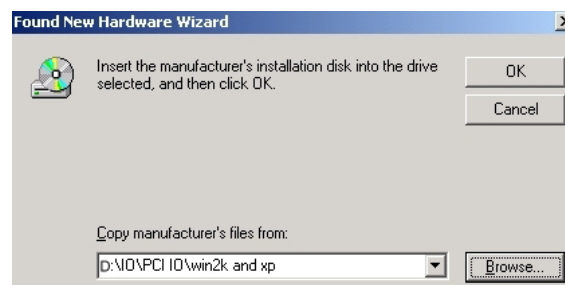 Found New Hardware Wizard
Insert the manufacturer's installation disk into the drive
selected, and then click OK.
OK
Cancel
Copy manufacturer's files from:
D:\IO\PCI IO\win2k and xp
Browse...